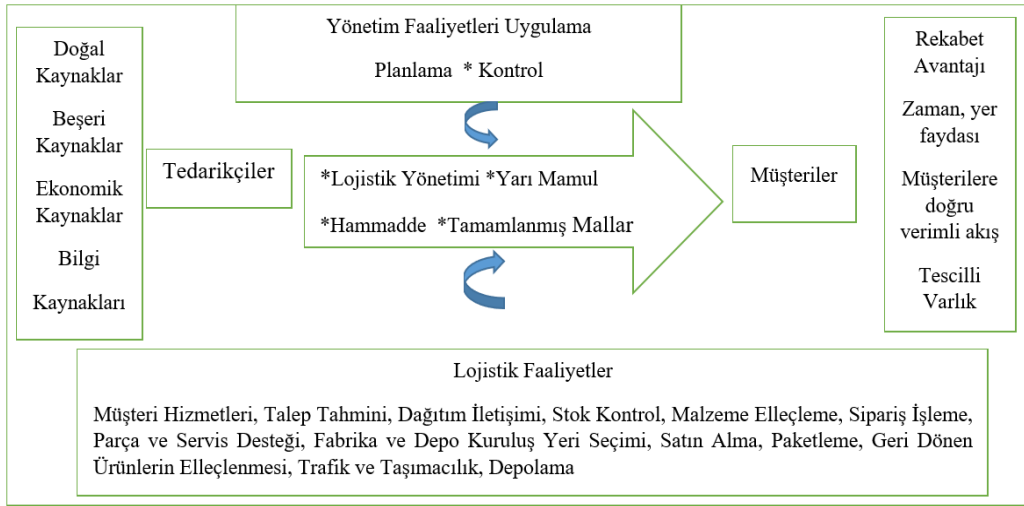 Yönetim Faaliyetleri Uygulama
Planlama * Kontrol
Doğal
Kaynaklar
Beşeri
Kaynaklar
Ekonomik
Kaynaklar
Bilgi
Kaynakları
Tedarikçiler
*Lojistik Yönetimi *Yarı Mamul
*Hammadde *Tamamlanmış Mallar
Müşteriler
Rekabet
Avantajı
Zaman, yer
faydası
Müşterilere
doğru
verimli akış
Tescilli
Varlık
Lojistik Faaliyetler
Müşteri Hizmetleri, Talep Tahmini, Dağıtım İletişimi, Stok Kontrol, Malzeme Elleçleme, Sipariş İşleme,
Parça ve Servis Desteği, Fabrika ve Depo Kuruluş Yeri Seçimi, Satın Alma, Paketleme, Geri Dönen
Ürünlerin Elleçlenmesi, Trafik ve Taşımacılık, Depolama